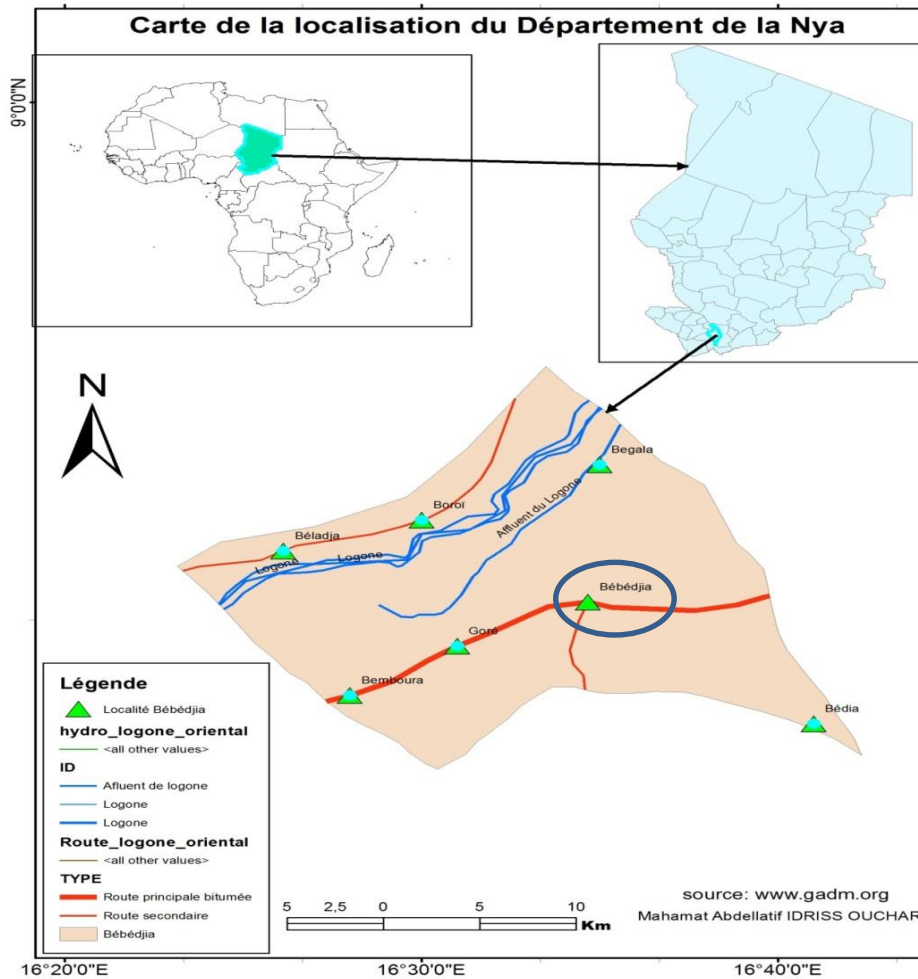 Carte de la localisation du Département de la Nya
9°0'0"N
N
Begala
Affluent du Logone
Boroï
Béladja
Logone
Logone
Bébédjia
Goré
Bemboura
Bédia
Légende
Localité Bébédjia
hydro_logone_oriental
<all other values>
ID
Afluent de logone
Logone
Logone
Route_logone_oriental
<all other values>
TYPE
Route principale bitumée
Route secondaire
Bébédjia
5 2,5 0 5 10
Km
source: www.gadm.org
Mahamat Abdellatif IDRISS OUCHAR
16°20'0"E 16°30'0"E 16°40'0"E